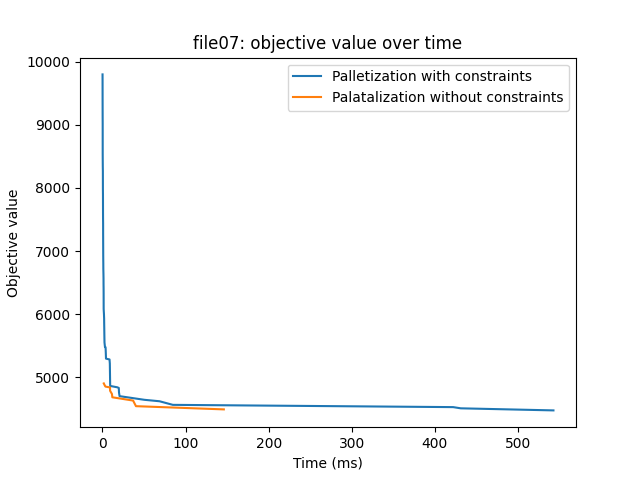 file07: objective value over time
Palletization with constraints
Palatalization without constraints
Objective value
10000
9000
8000
7000
6000
5000
0 100 200 300 400 500
Time (ms)